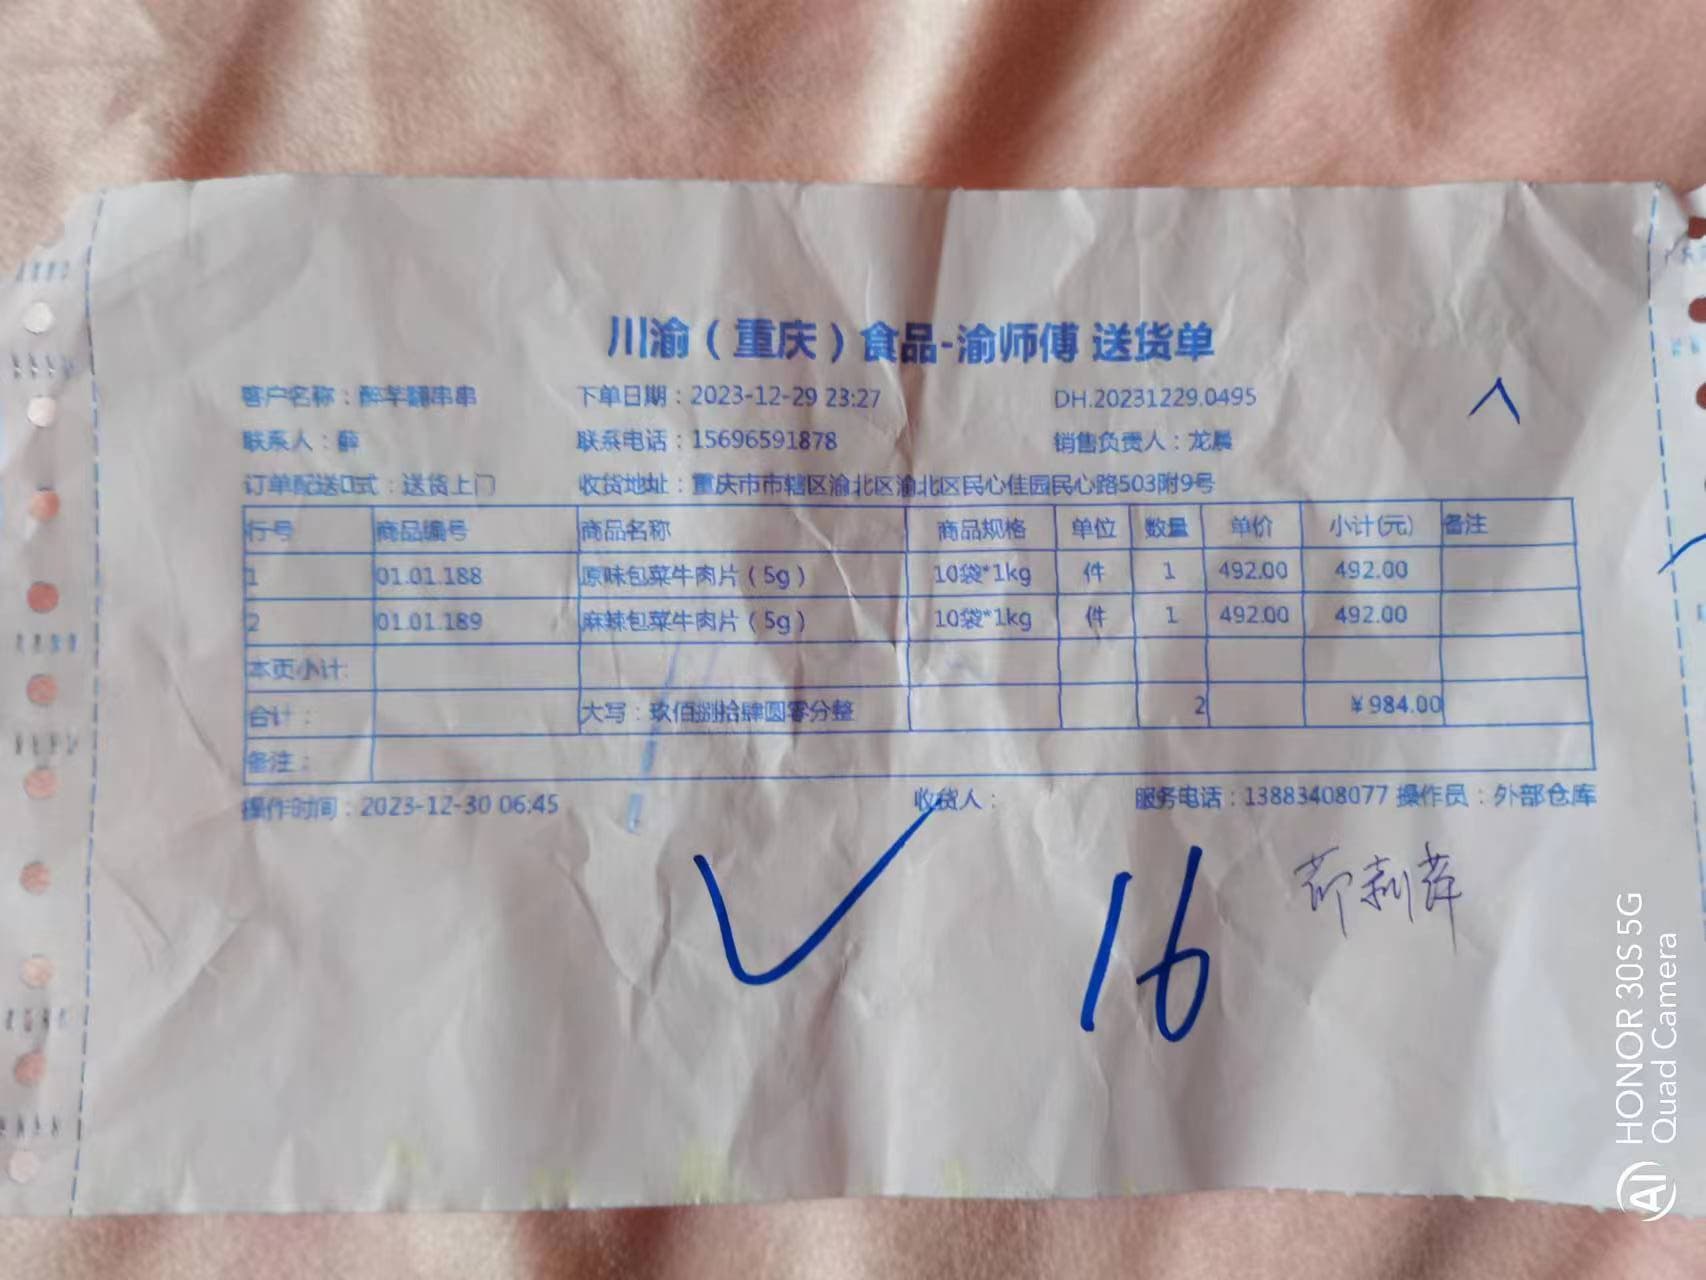 川渝（重庆）食品-渝师傅 送货单
客户名称：醉芊翻串串 下单日期：2023-12-29 23:27 DH.20231229.0495
联系人：薛 联系电话：15696591878 销售负责人：龙晨
订单配送方式：送货上门 收货地址：重庆市市辖区渝北区渝北区民心佳园民心路503附9号
行号 商品编号 商品名称 商品规格 单位 数量 单价 小计(元) 备注
1 01.01.188 原味包菜牛肉片（5g） 10袋*1kg 件 1 492.00 492.00
2 01.01.189 麻辣包菜牛肉片（5g） 10袋*1kg 件 1 492.00 492.00
本页小计:
合计： 大写：玖佰捌拾肆圆零分整 2 ￥984.00
备注：
操作时间：2023-12-30 06:45 收货人： 服务电话：13883408077 操作员：外部仓库
16
HONOR 30S 5G
Quad Camera
AI